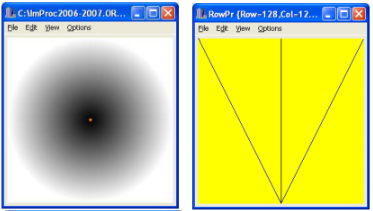 C:\ImProc2006-2007.OR...
File Edit View Options
RowPr {Row-128,Col-12...
File Edit View Options